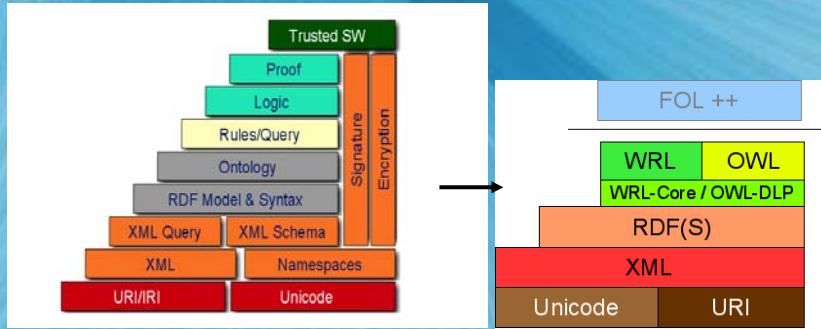 Trusted SW
Proof
Logic
Rules/Query
Ontology
RDF Model & Syntax
XML Query XML Schema
XML Namespaces
URI/IRI Unicode
Signature
Encryption
FOL ++
WRL OWL
WRL-Core / OWL-DLP
RDF(S)
XML
Unicode URI